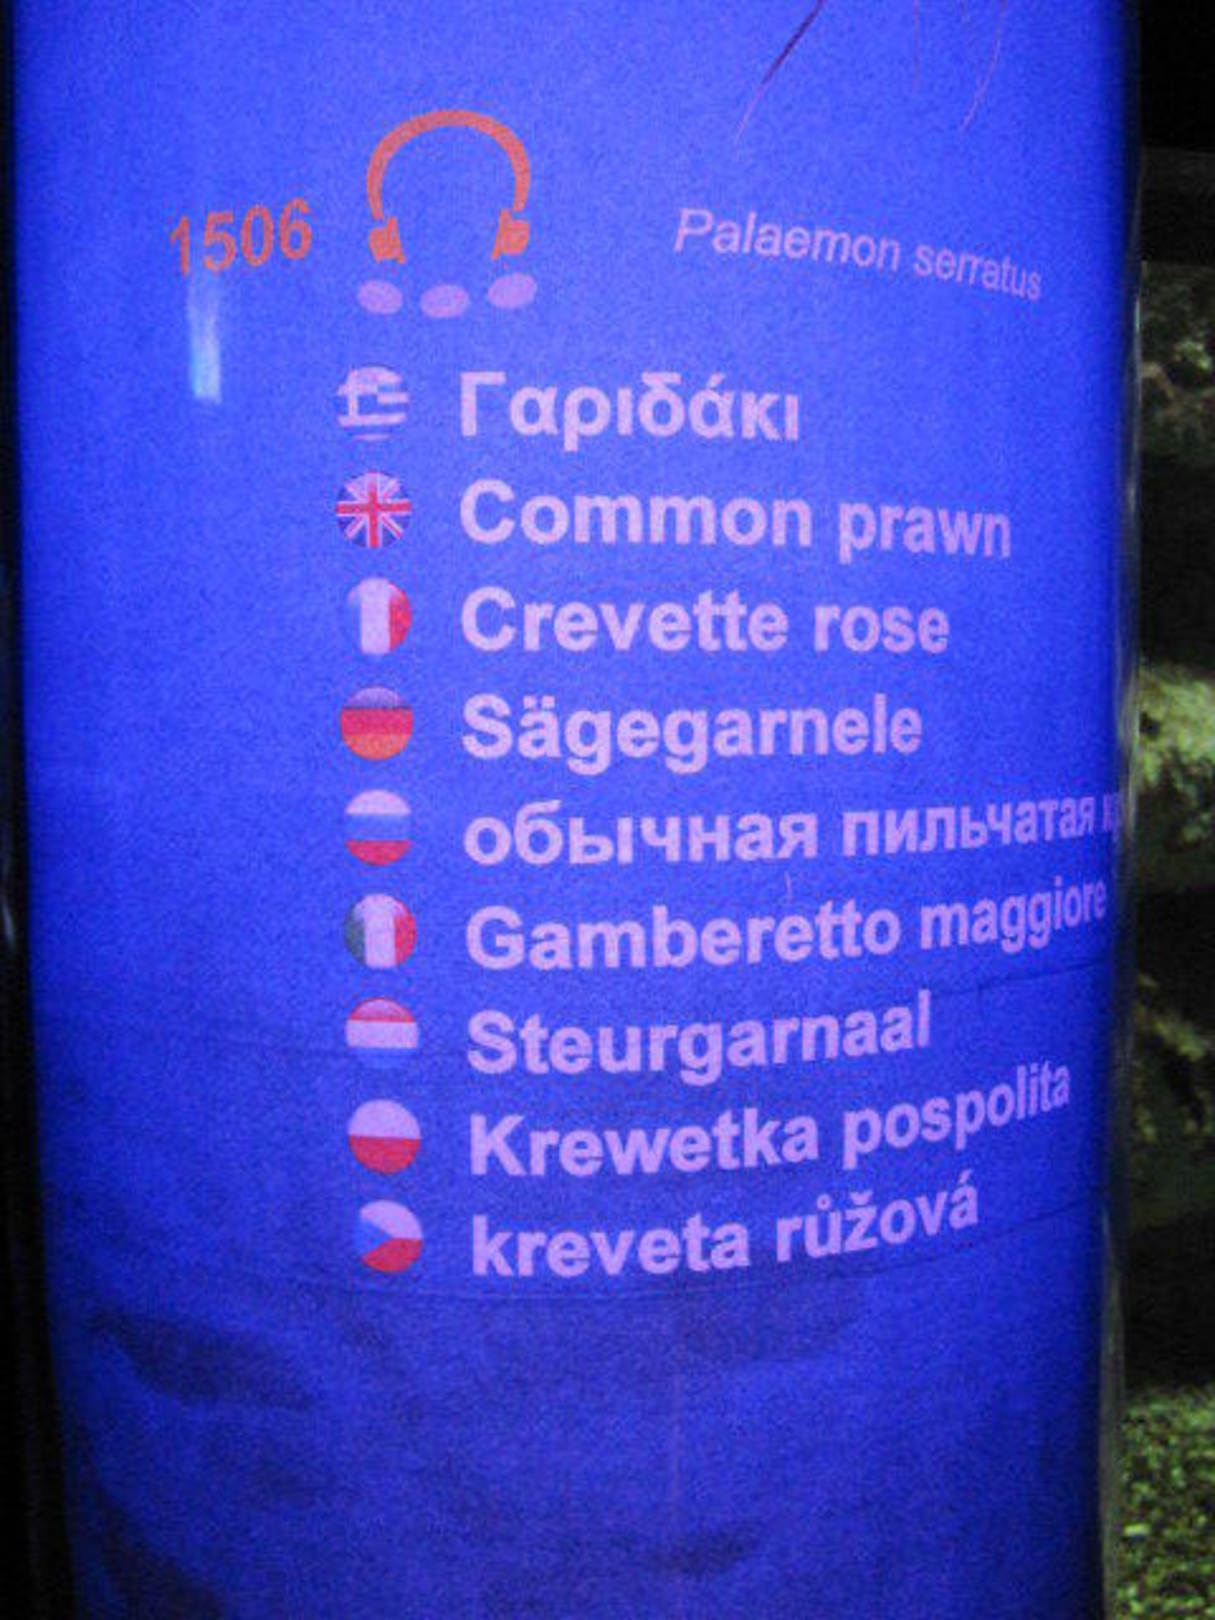 1506
Palaemon serratus
Γαριδάκι
Common prawn
Crevette rose
Sägegarnele
обычная пильчатая
Gamberetto maggiore
Steurgarnaal
Krewetka pospolita
kreveta růžová